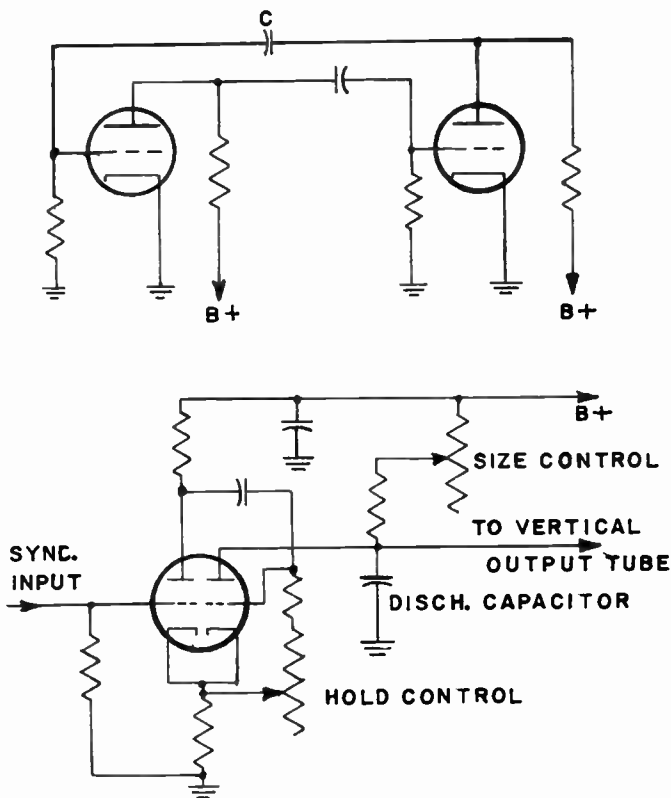 C
B+
B+
B+
SIZE CONTROL
TO VERTICAL
OUTPUT TUBE
SYNC.
INPUT
DISCH. CAPACITOR
HOLD CONTROL